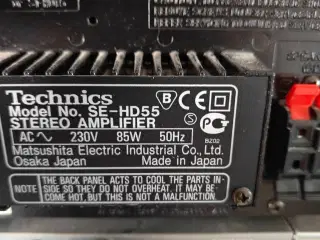 Technics
Model No. SE-HD55
STEREO AMPLIFIER
AC 230V 85W 50Hz
BZ02
Matsushita Electric Industrial Co., Ltd.
Osaka Japan Made in Japan
NOTE
THE BACK PANEL ACTS TO COOL THE PARTS IN-
SIDE SO THEY DO NOT OVERHEAT. IT MAY BE-
COME HOT, BUT THIS IS NOT A MALFUNCTION